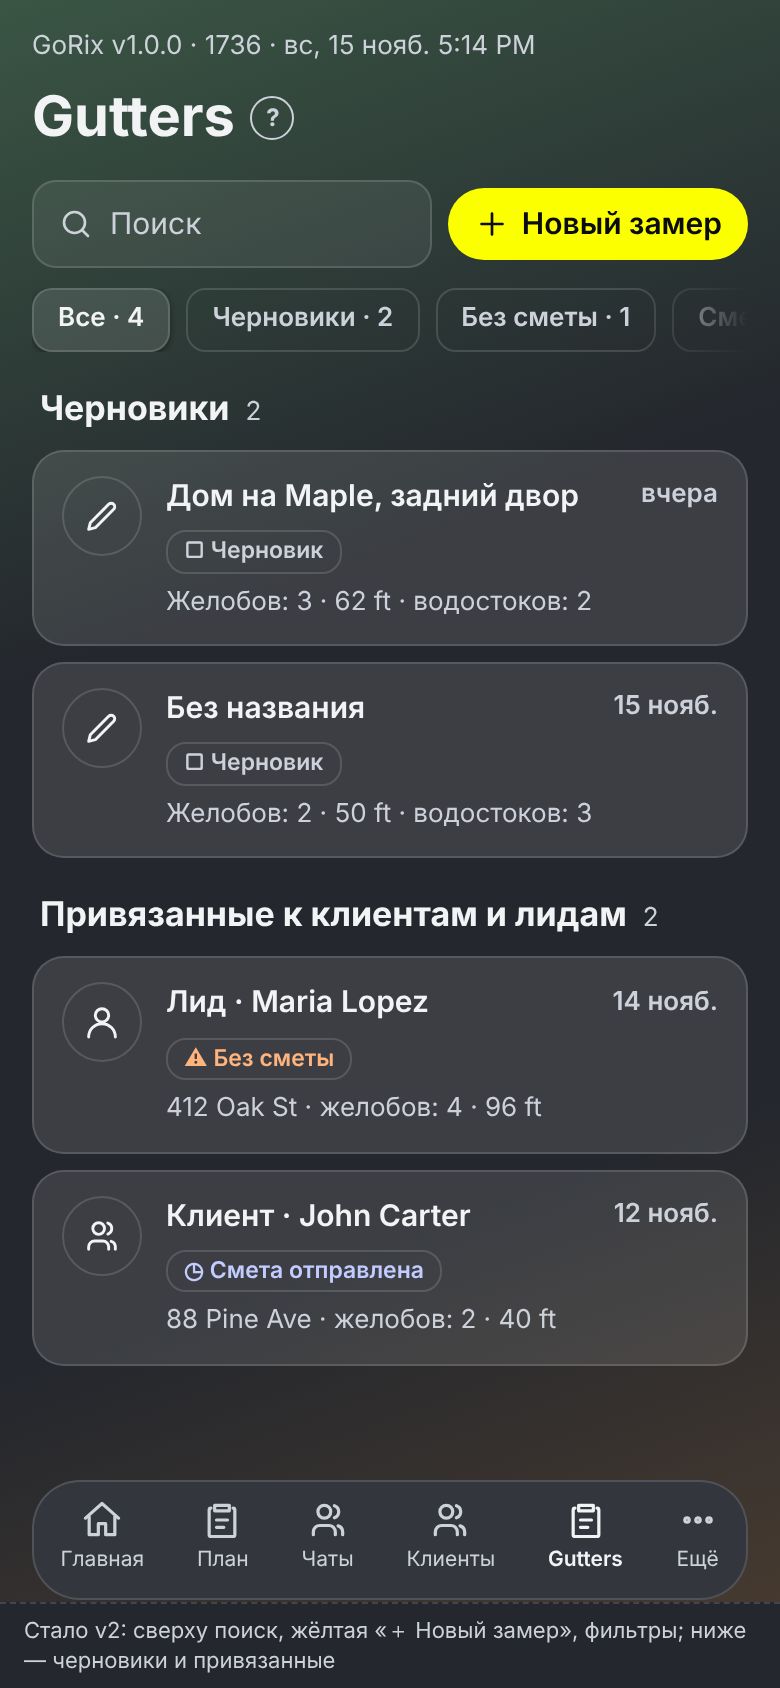 GoRix v1.0.0 · 1736 · вс, 15 нояб. 5:14 PM
Gutters ?
Поиск
+ Новый замер
Все · 4
Черновики · 2
Без сметы · 1
Сме
Черновики 2
Дом на Maple, задний двор
вчера
☐ Черновик
Желобов: 3 · 62 ft · водостоков: 2
Без названия
15 нояб.
☐ Черновик
Желобов: 2 · 50 ft · водостоков: 3
Привязанные к клиентам и лидам 2
Лид · Maria Lopez
14 нояб.
⚠ Без сметы
412 Oak St · желобов: 4 · 96 ft
Клиент · John Carter
12 нояб.
◷ Смета отправлена
88 Pine Ave · желобов: 2 · 40 ft
Главная
План
Чаты
Клиенты
Gutters
Ещё
Стало v2: сверху поиск, жёлтая «＋ Новый замер», фильтры; ниже
— черновики и привязанные